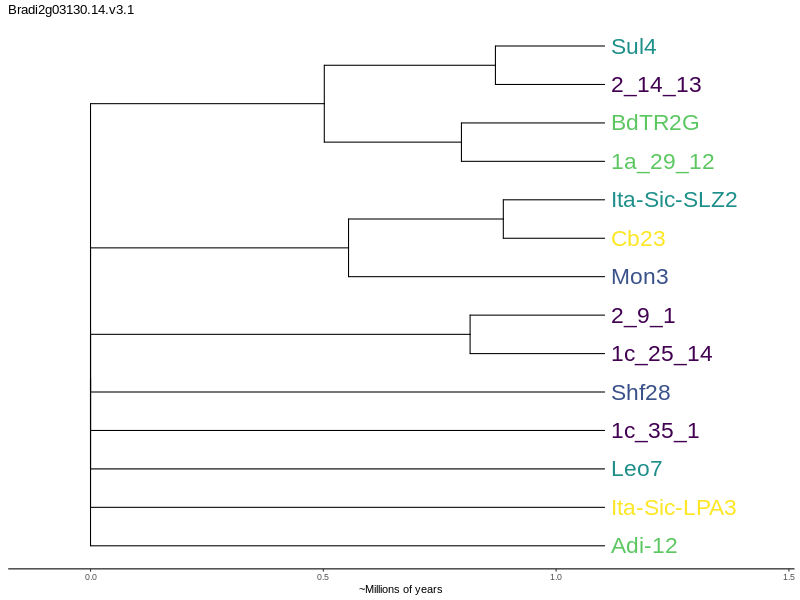 Bradi2g03130.14.v3.1
Sul4
2_14_13
BdTR2G
1a_29_12
Ita-Sic-SLZ2
Cb23
Mon3
2_9_1
1c_25_14
Shf28
1c_35_1
Leo7
Ita-Sic-LPA3
Adi-12
0.0 0.5 1.0 1.5
~Millions of years